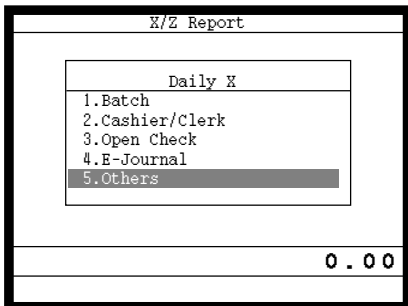 X/Z Report
Daily X
1.Batch
2.Cashier/Clerk
3.Open Check
4.E-Journal
5.Others
0.00